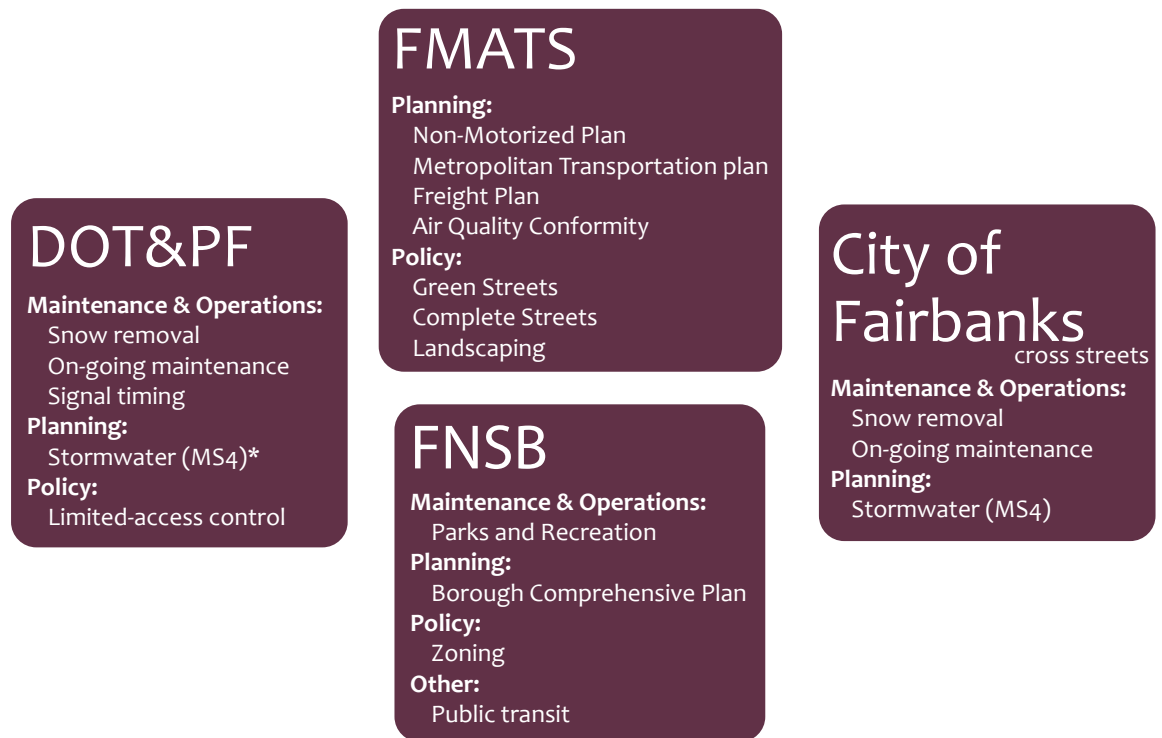 FMATS
Planning:
Non-Motorized Plan
Metropolitan Transportation plan
Freight Plan
Air Quality Conformity
Policy:
Green Streets
Complete Streets
Landscaping
DOT&PF
Maintenance & Operations:
Snow removal
On-going maintenance
Signal timing
Planning:
Stormwater (MS4)*
Policy:
Limited-access control
City of
Fairbanks
cross streets
Maintenance & Operations:
Snow removal
On-going maintenance
Planning:
Stormwater (MS4)
FNSB
Maintenance & Operations:
Parks and Recreation
Planning:
Borough Comprehensive Plan
Policy:
Zoning
Other:
Public transit